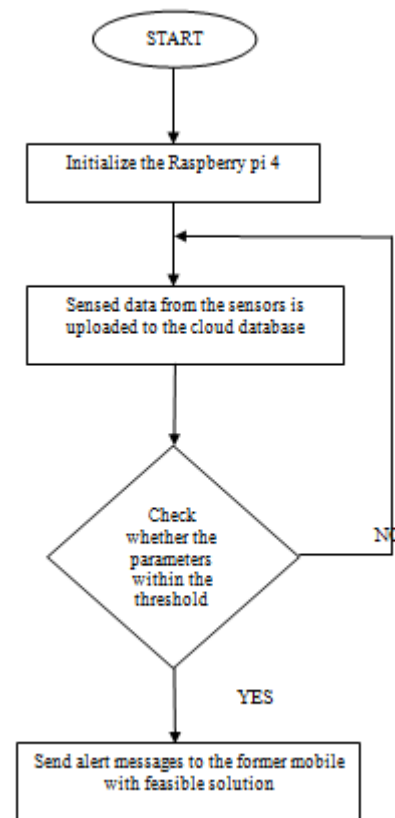 START
Initialize the Raspberry pi 4
Sensed data from the sensors is
uploaded to the cloud database
Check
whether the
parameters
within the
threshold
NO
YES
Send alert messages to the former mobile
with feasible solution